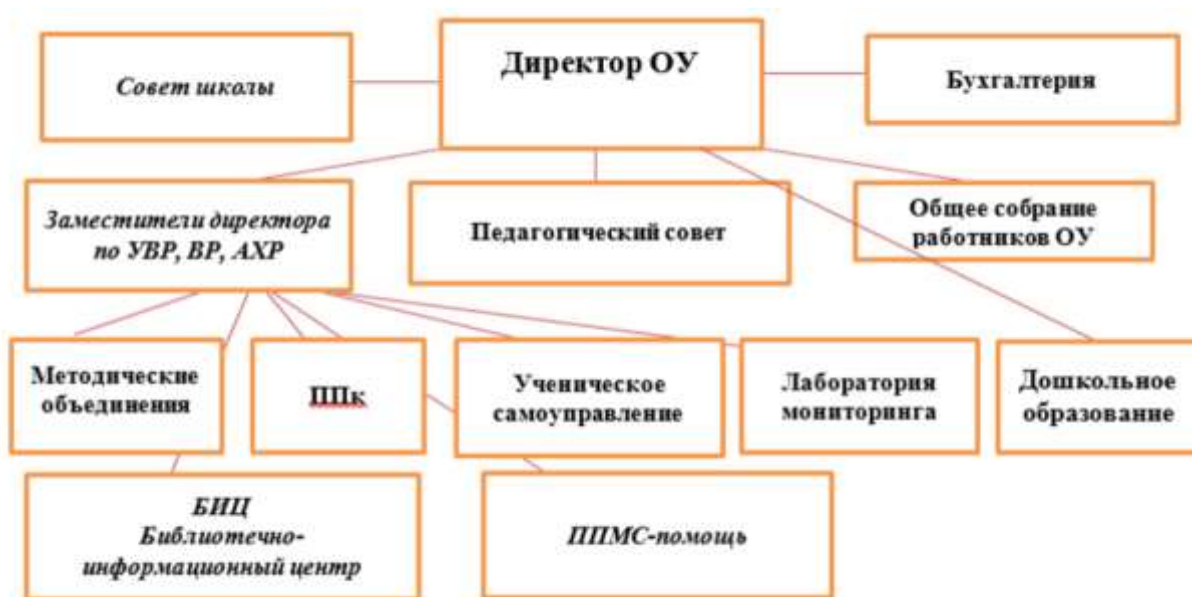 Директор ОУ
Совет школы
Бухгалтерия
Заместители директора
по УВР, ВР, АХР
Педагогический совет
Общее собрание
работников ОУ
Методические
объединения
ППк
Ученическое
самоуправление
Лаборатория
мониторинга
Дошкольное
образование
БИЦ
Библиотечно-
информационный центр
ППМС-помощь